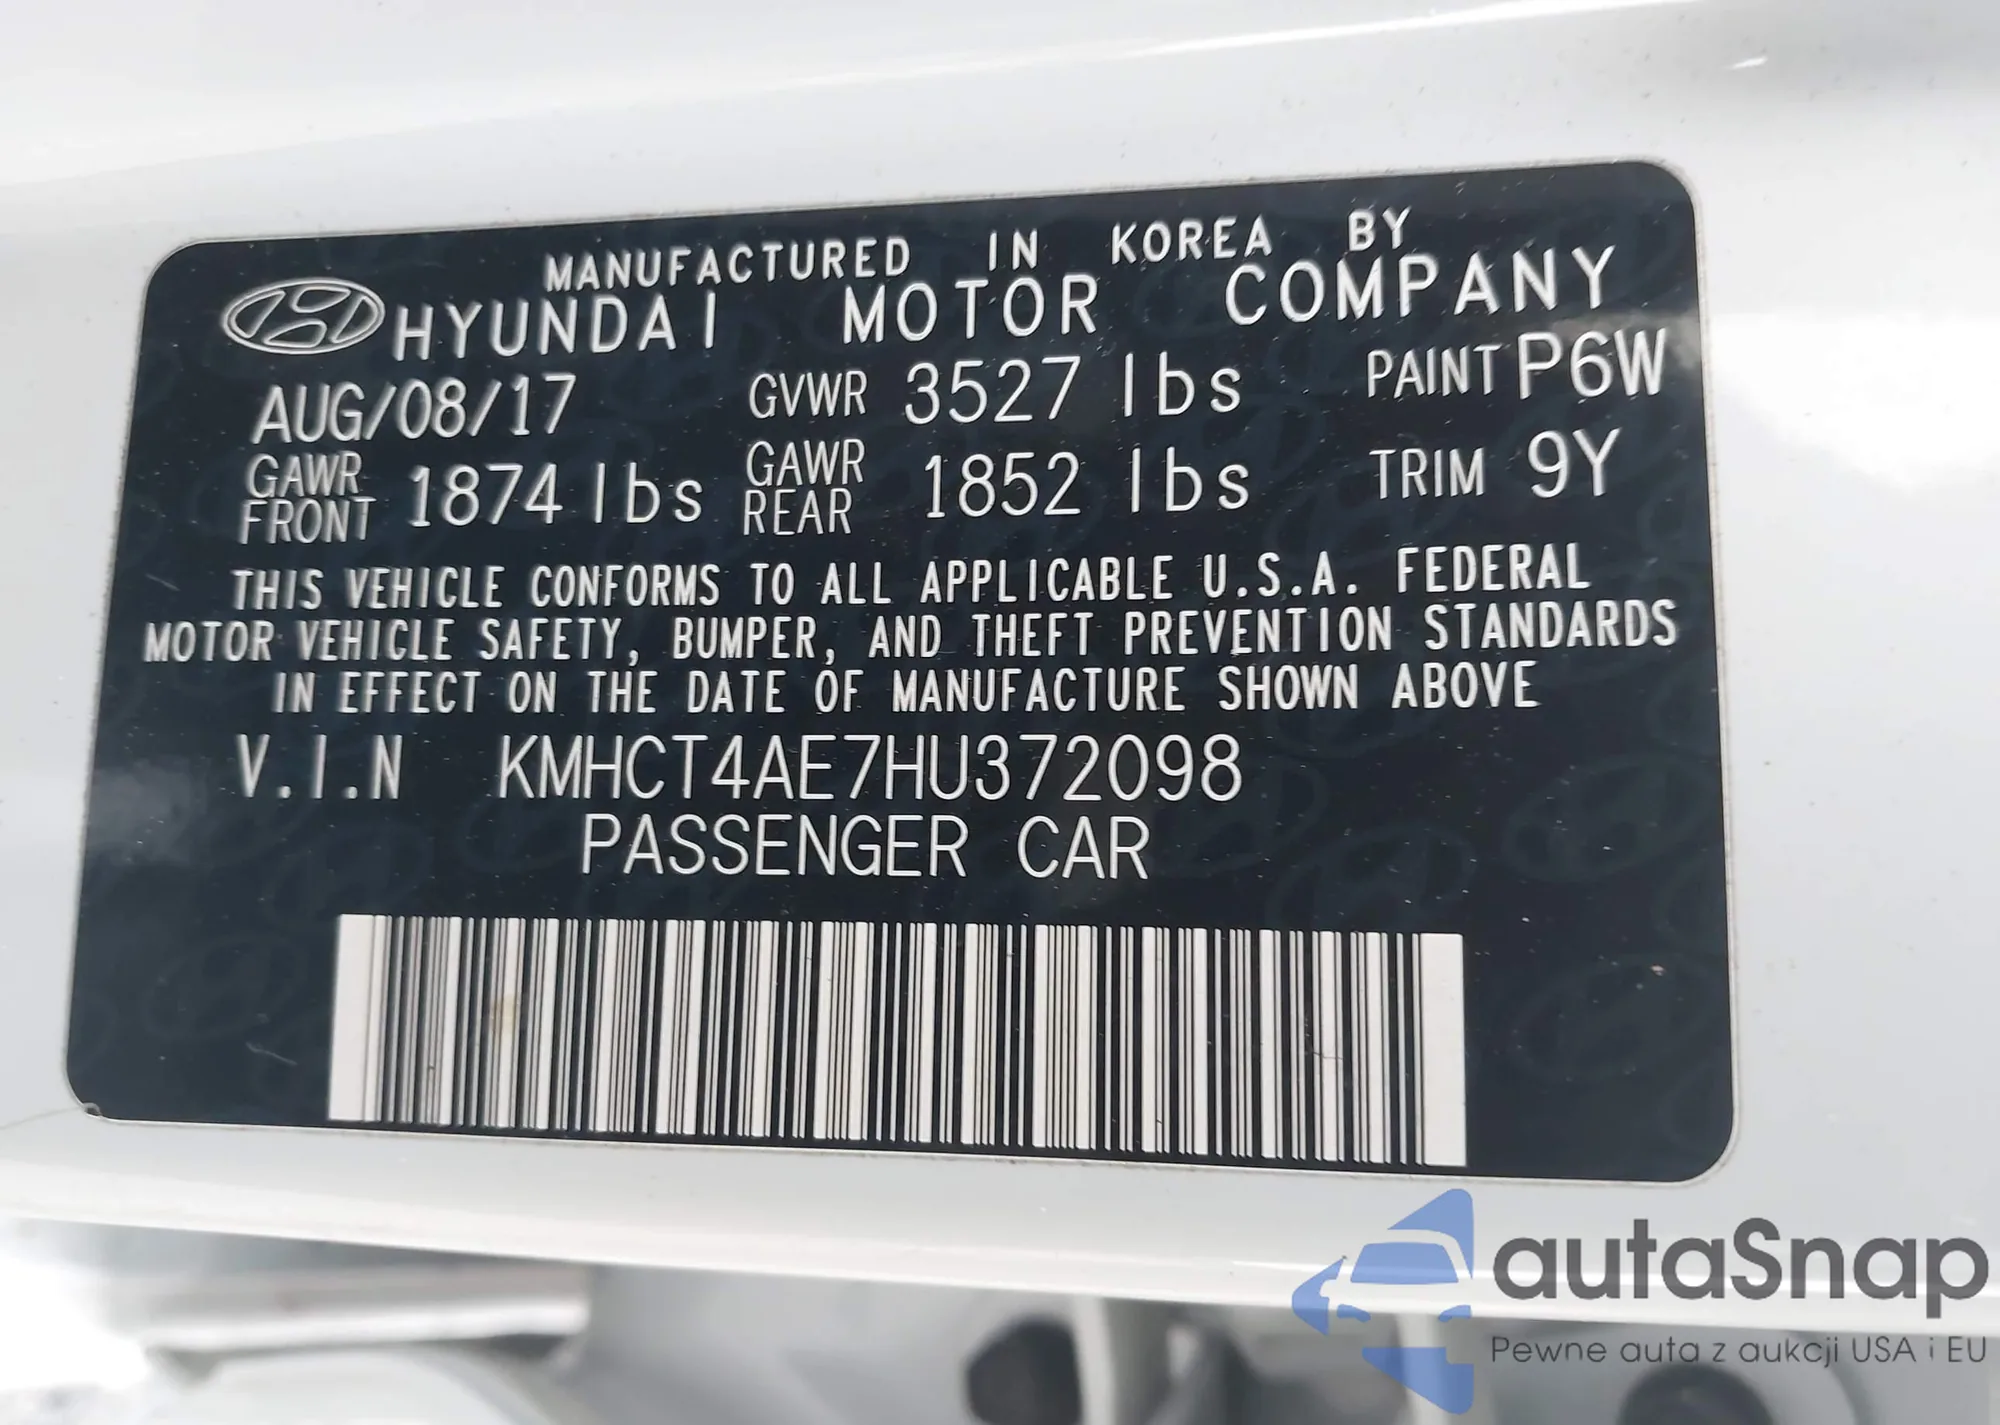 MANUFACTURED IN KOREA BY
HYUNDAI MOTOR COMPANY
AUG/08/17 GVWR 3527 lbs PAINT P6W
GAWR FRONT 1874 lbs GAWR REAR 1852 lbs TRIM 9Y
THIS VEHICLE CONFORMS TO ALL APPLICABLE U.S.A. FEDERAL
MOTOR VEHICLE SAFETY, BUMPER, AND THEFT PREVENTION STANDARDS
IN EFFECT ON THE DATE OF MANUFACTURE SHOWN ABOVE
V.I.N KMHCT4AE7HU372098
PASSENGER CAR
autaSnap
Pewne auta z aukcji USA i EU